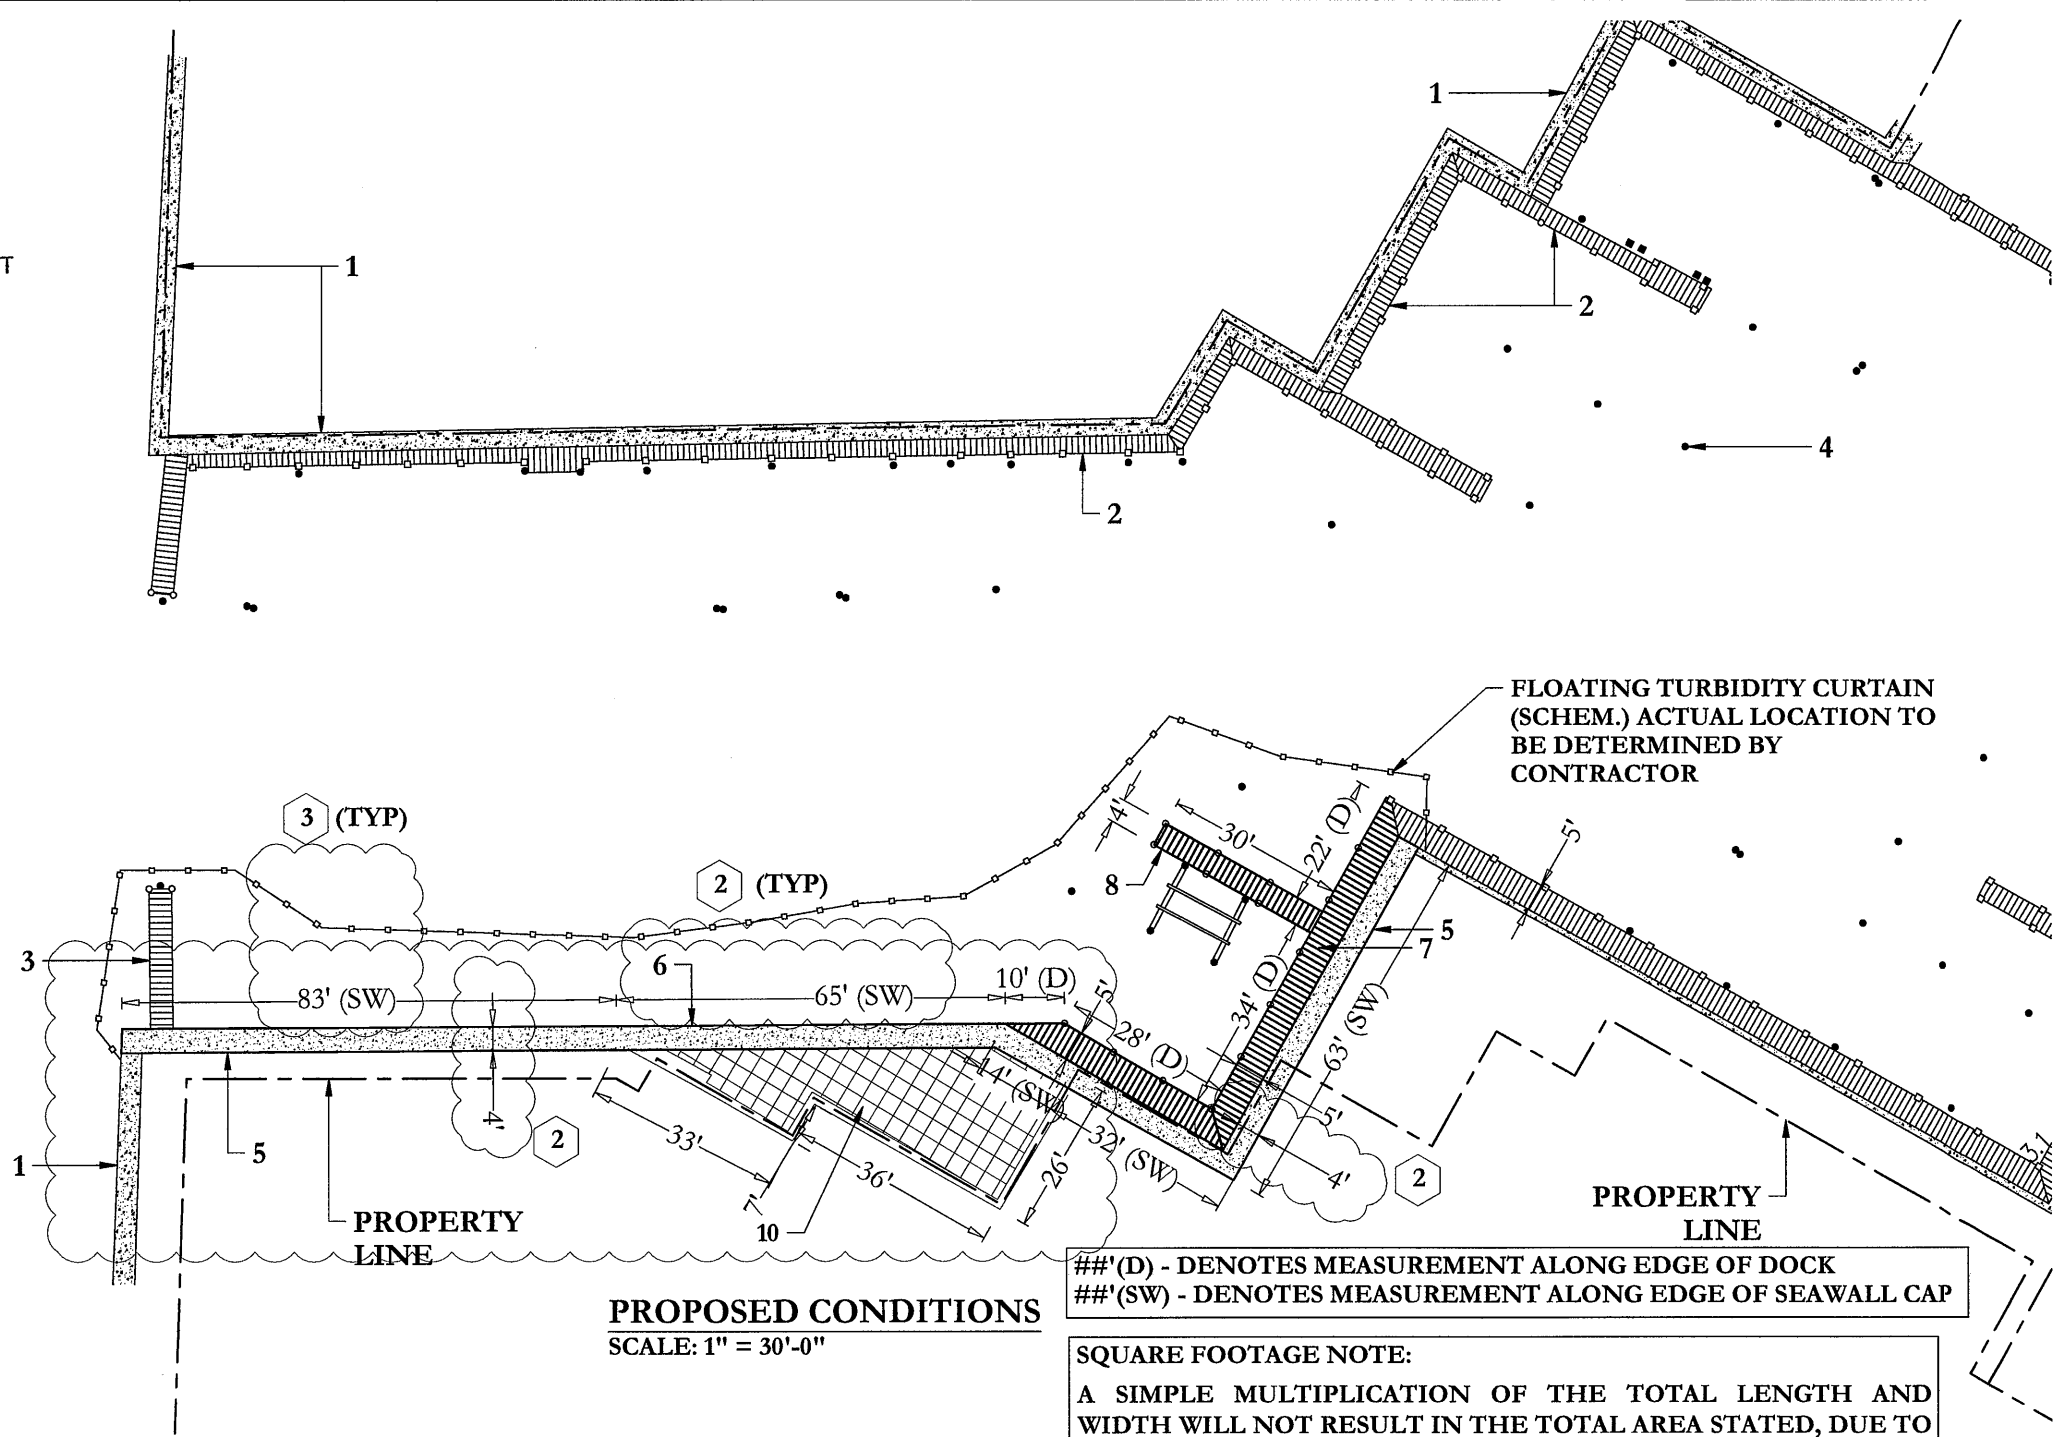 1
1
2
T
4
2
FLOATING TURBIDITY CURTAIN
(SCHEM.) ACTUAL LOCATION TO
BE DETERMINED BY
CONTRACTOR
3 (TYP)
2 (TYP)
4'
30'
22' (D)
5'
8
5
7
3
6
83' (SW)
65' (SW)
10' (D)
5'
28' (D)
34' (D)
63' (SW)
4'
14' (SW)
5'
2
5
33'
36'
32' (SW)
26'
4'
2
3.1
1
7'
10
PROPERTY
LINE
PROPERTY
LINE
##'(D) - DENOTES MEASUREMENT ALONG EDGE OF DOCK
##'(SW) - DENOTES MEASUREMENT ALONG EDGE OF SEAWALL CAP
PROPOSED CONDITIONS
SCALE: 1" = 30'-0"
SQUARE FOOTAGE NOTE:
A SIMPLE MULTIPLICATION OF THE TOTAL LENGTH AND
WIDTH WILL NOT RESULT IN THE TOTAL AREA STATED, DUE TO